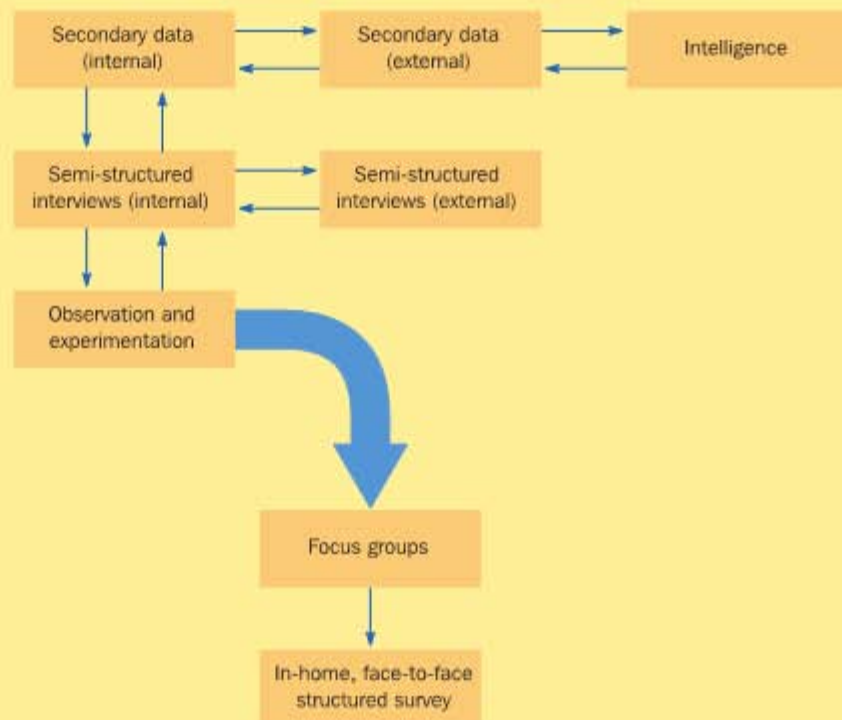 Secondary data
(internal)
Secondary data
(external)
Intelligence
Semi-structured
interviews (internal)
Semi-structured
interviews (external)
Observation and
experimentation
Focus groups
In-home, face-to-face
structured survey